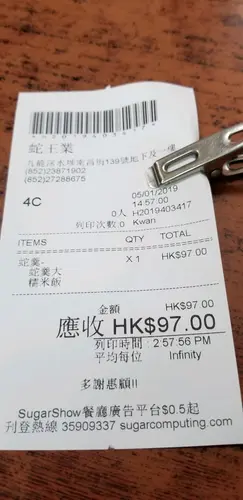 蛇王業
九龍深水埗南昌街139號地下及一樓
(852)23871902
(852)27288675
05/01/2019
4C 14:57:00
0人 H2019403417
列印次數:0 Kwan
ITEMS QTY TOTAL
蛇羹- X 1 HK$97.00
蛇羹大
糯米飯
金額 HK$97.00
應收 HK$97.00
列印時間: 2:57:56 PM
平均每位 Infinity
多謝惠顧!!
SugarShow餐廳廣告平台$0.5起
刊登熱線 35909337 sugarcomputing.com